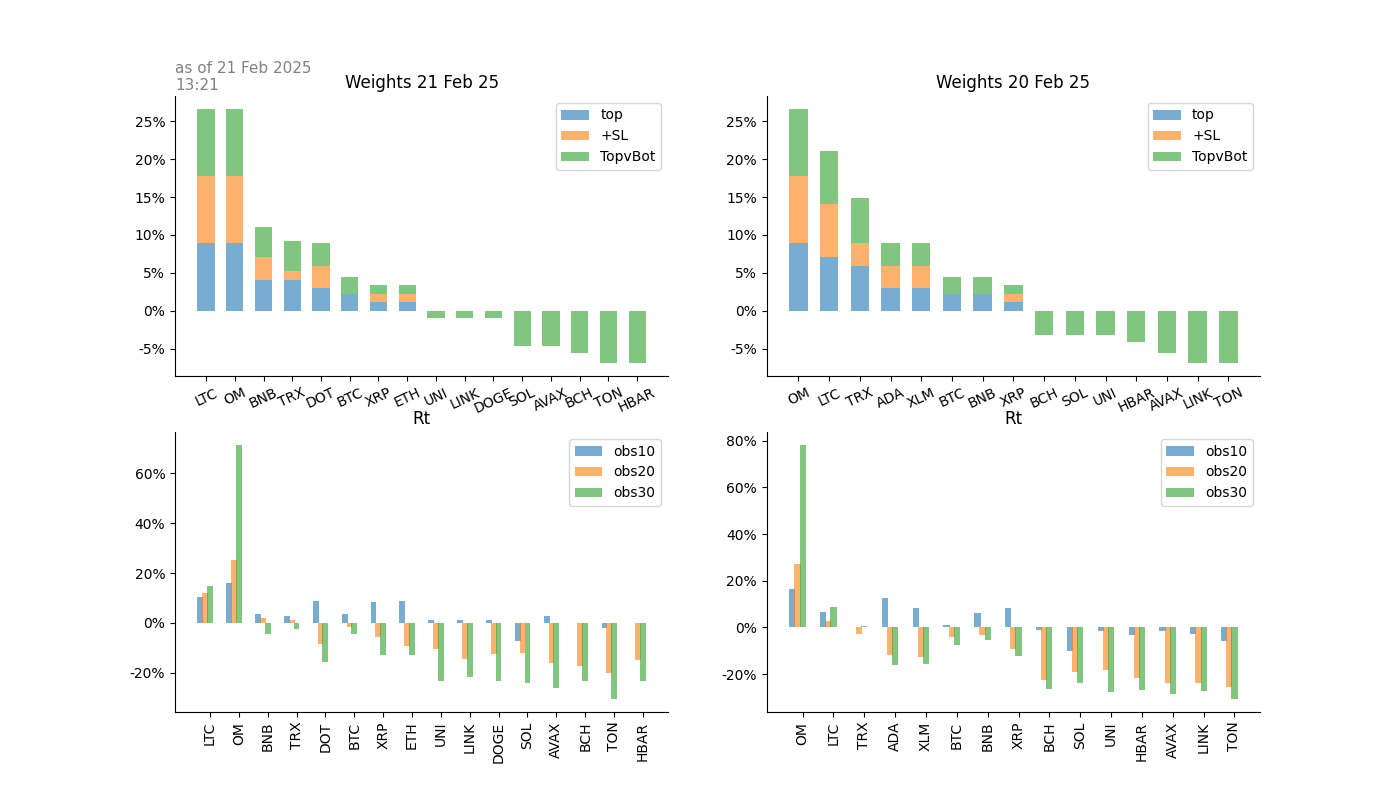 as of 21 Feb 2025
13:21
Weights 21 Feb 25
25%
20%
15%
10%
5%
0%
-5%
top
+SL
TopvBot
LTC OM BNB TRX DOT BTC XRP ETH UNI LINK DOGE SOL AVAX BCH TON HBAR
Weights 20 Feb 25
25%
20%
15%
10%
5%
0%
-5%
top
+SL
TopvBot
OM LTC TRX ADA XLM BTC BNB XRP BCH SOL UNI HBAR AVAX LINK TON
Rt
60%
40%
20%
0%
-20%
obs10
obs20
obs30
LTC OM BNB TRX DOT BTC XRP ETH UNI LINK DOGE SOL AVAX BCH TON HBAR
Rt
80%
60%
40%
20%
0%
-20%
obs10
obs20
obs30
OM LTC TRX ADA XLM BTC BNB XRP BCH SOL UNI HBAR AVAX LINK TON